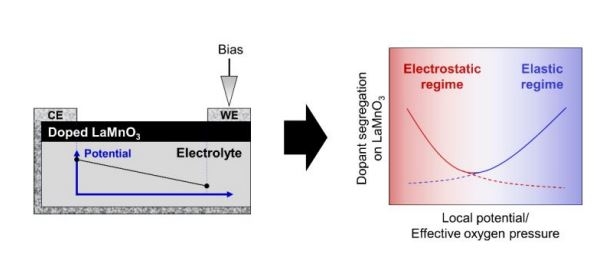 Bias
CE
WE
Doped LaMnO3
Potential
Electrolyte
Electrostatic
regime
Elastic
regime
Dopant segregation
on LaMnO3
Local potential/
Effective oxygen pressure